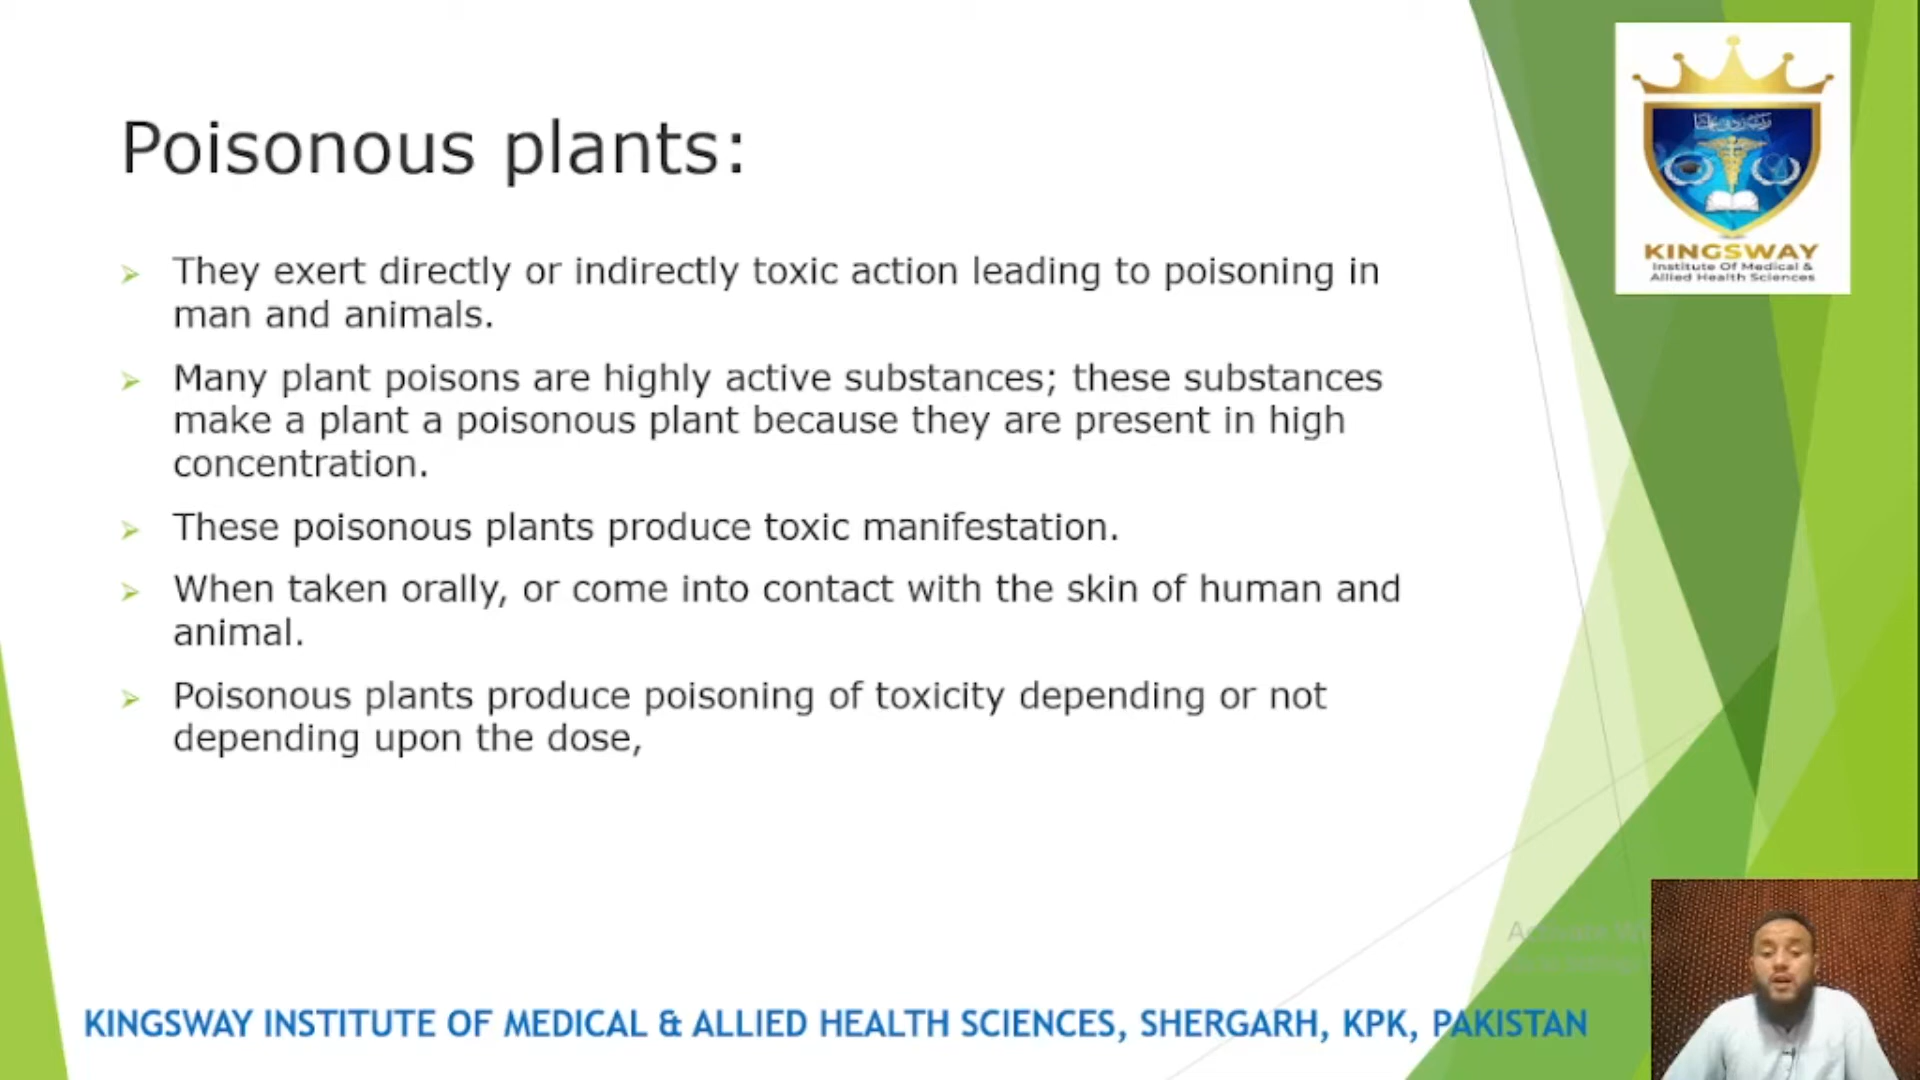 Poisonous plants:
They exert directly or indirectly toxic action leading to poisoning in
man and animals.
Many plant poisons are highly active substances; these substances
make a plant a poisonous plant because they are present in high
concentration.
These poisonous plants produce toxic manifestation.
When taken orally, or come into contact with the skin of human and
animal.
Poisonous plants produce poisoning of toxicity depending or not
depending upon the dose,
KINGSWAY
Institute Of Medical &
Allied Health Sciences
KINGSWAY INSTITUTE OF MEDICAL & ALLIED HEALTH SCIENCES, SHERGARH, KPK, PAKISTAN